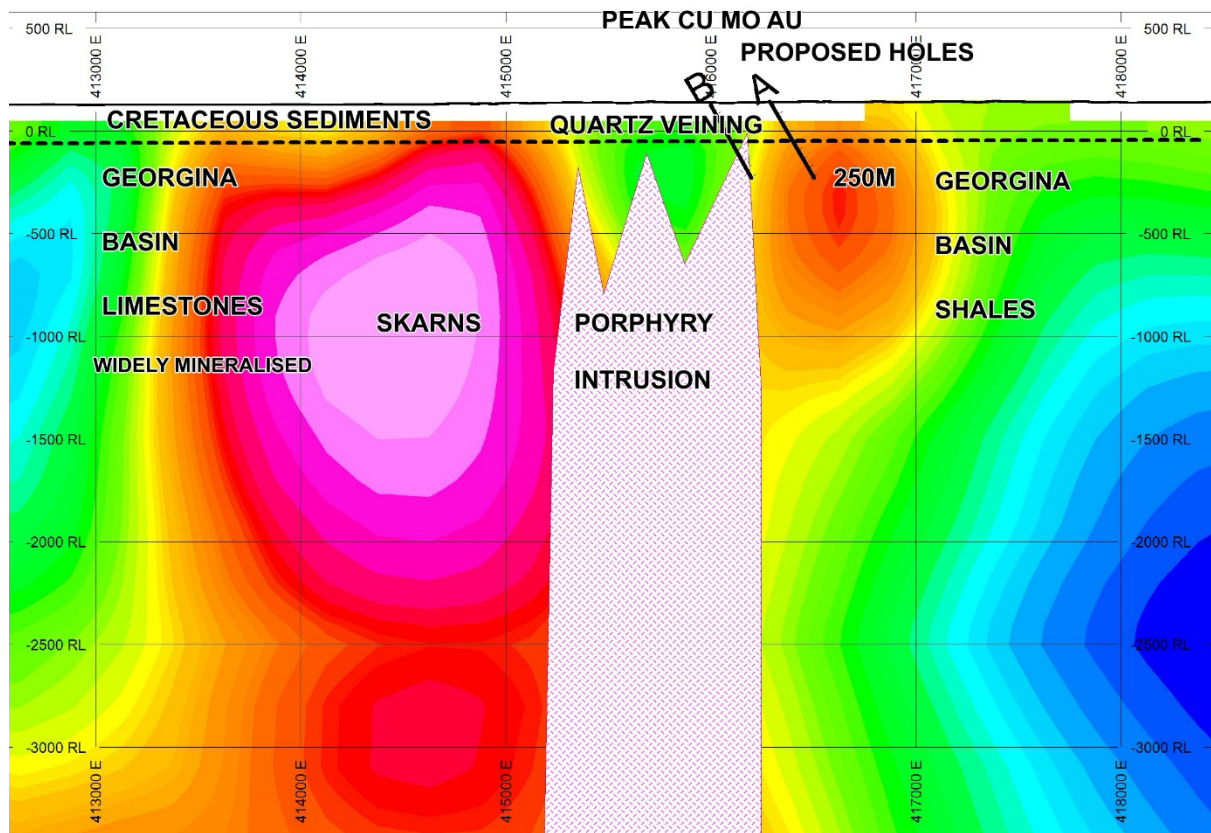 PEAK CU MO AU
PROPOSED HOLES
500 RL
500 RL
413000 E
414000 E
415000 E
416000 E
417000 E
418000 E
B
A
CRETACEOUS SEDIMENTS
QUARTZ VEINING
0 RL
0 RL
GEORGINA
250M
GEORGINA
-500 RL
BASIN
BASIN
-500 RL
LIMESTONES
SKARNS
PORPHYRY
SHALES
-1000 RL
-1000 RL
WIDELY MINERALISED
INTRUSION
-1500 RL
-1500 RL
-2000 RL
-2000 RL
-2500 RL
-2500 RL
-3000 RL
-3000 RL
413000 E
414000 E
415000 E
417000 E
418000 E